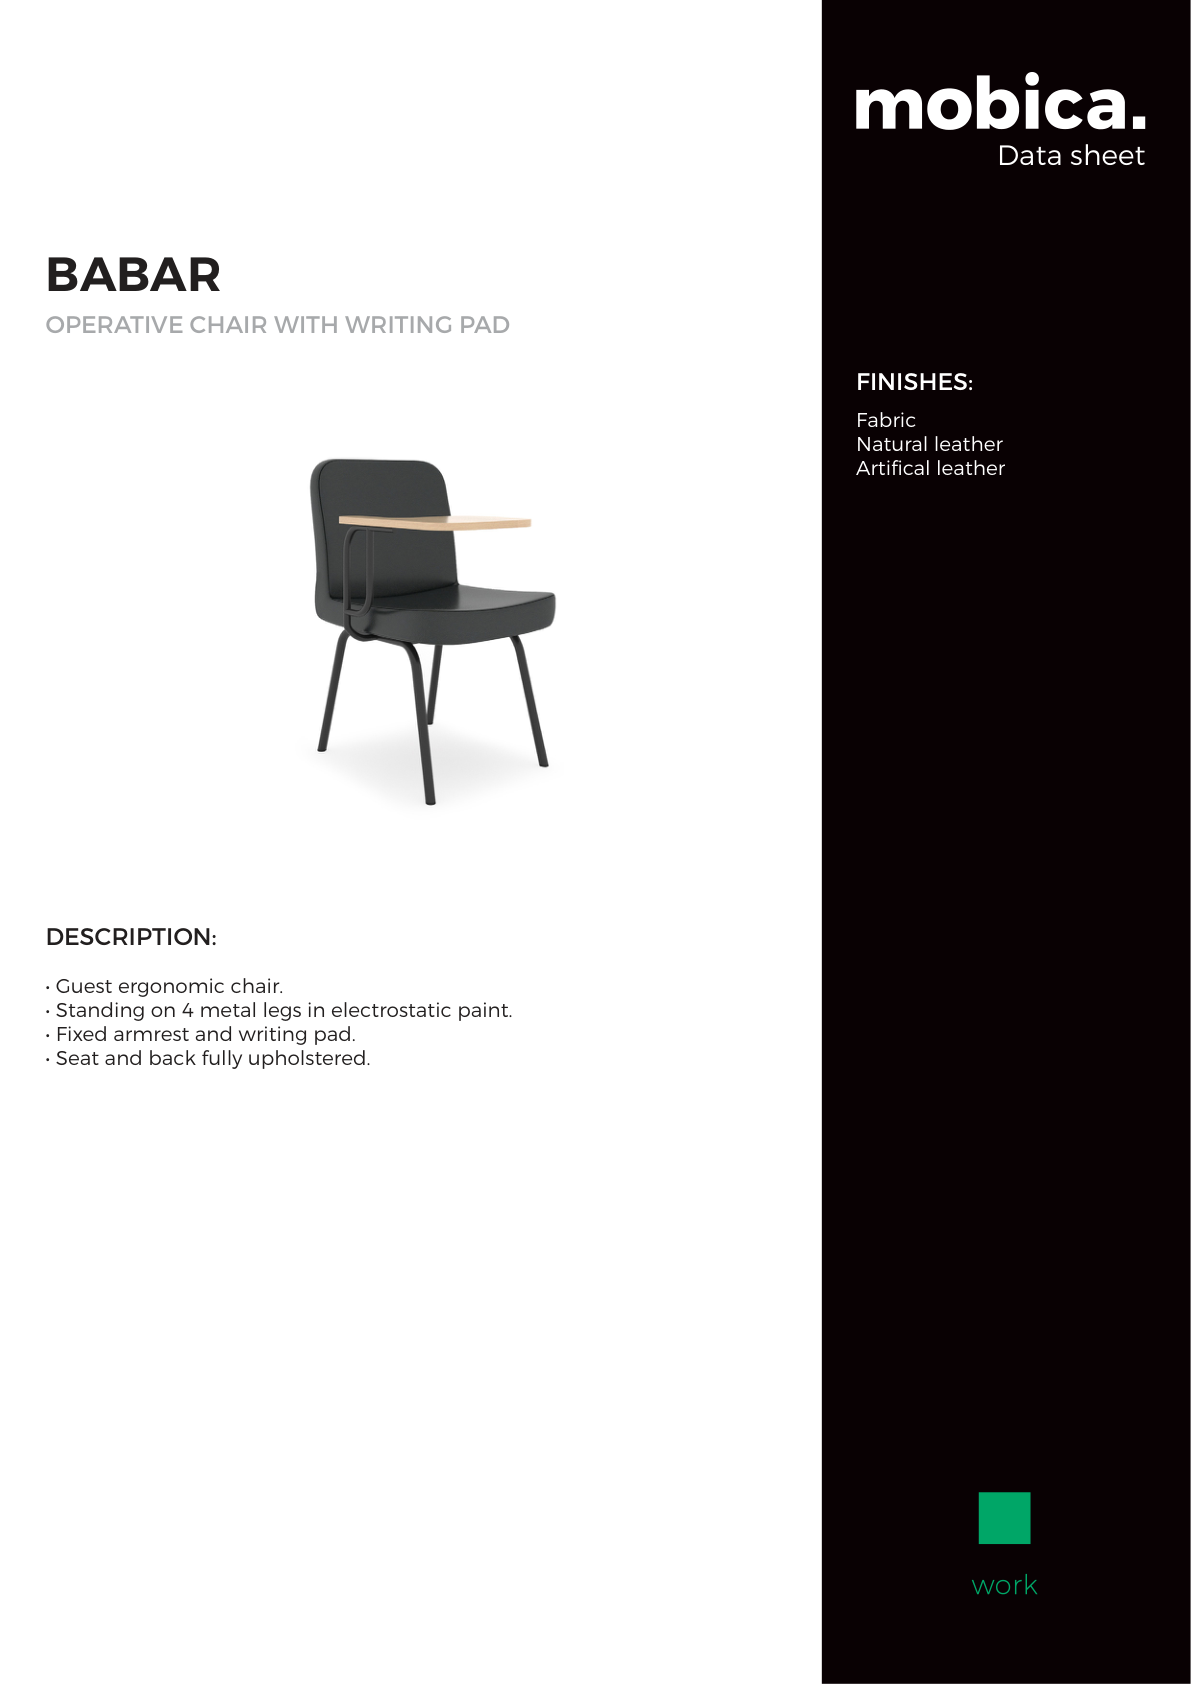 mobica.
Data sheet
BABAR
OPERATIVE CHAIR WITH WRITING PAD
FINISHES:
Fabric
Natural leather
Artifical leather
DESCRIPTION:
• Guest ergonomic chair.
• Standing on 4 metal legs in electrostatic paint.
• Fixed armrest and writing pad.
• Seat and back fully upholstered.
work